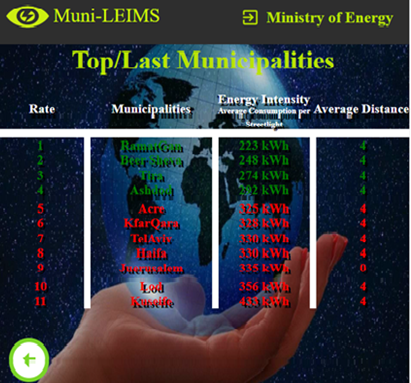 Muni-LEIMS
Ministry of Energy
Top/Last Municipalities
Rate Municipalities Energy Intensity Average Consumption per Streetlight Average Distance
1 RamatGan 223 kWh 4
2 Beer Sheva 248 kWh 4
3 Tira 274 kWh 4
4 Ashdod 292 kWh 4
5 Acre 325 kWh 4
6 KfarQara 328 kWh 4
7 TelAviv 330 kWh 4
8 Haifa 330 kWh 4
9 Jaerusalem 335 kWh 0
10 Lod 356 kWh 4
11 Kuseife 423 kWh 4